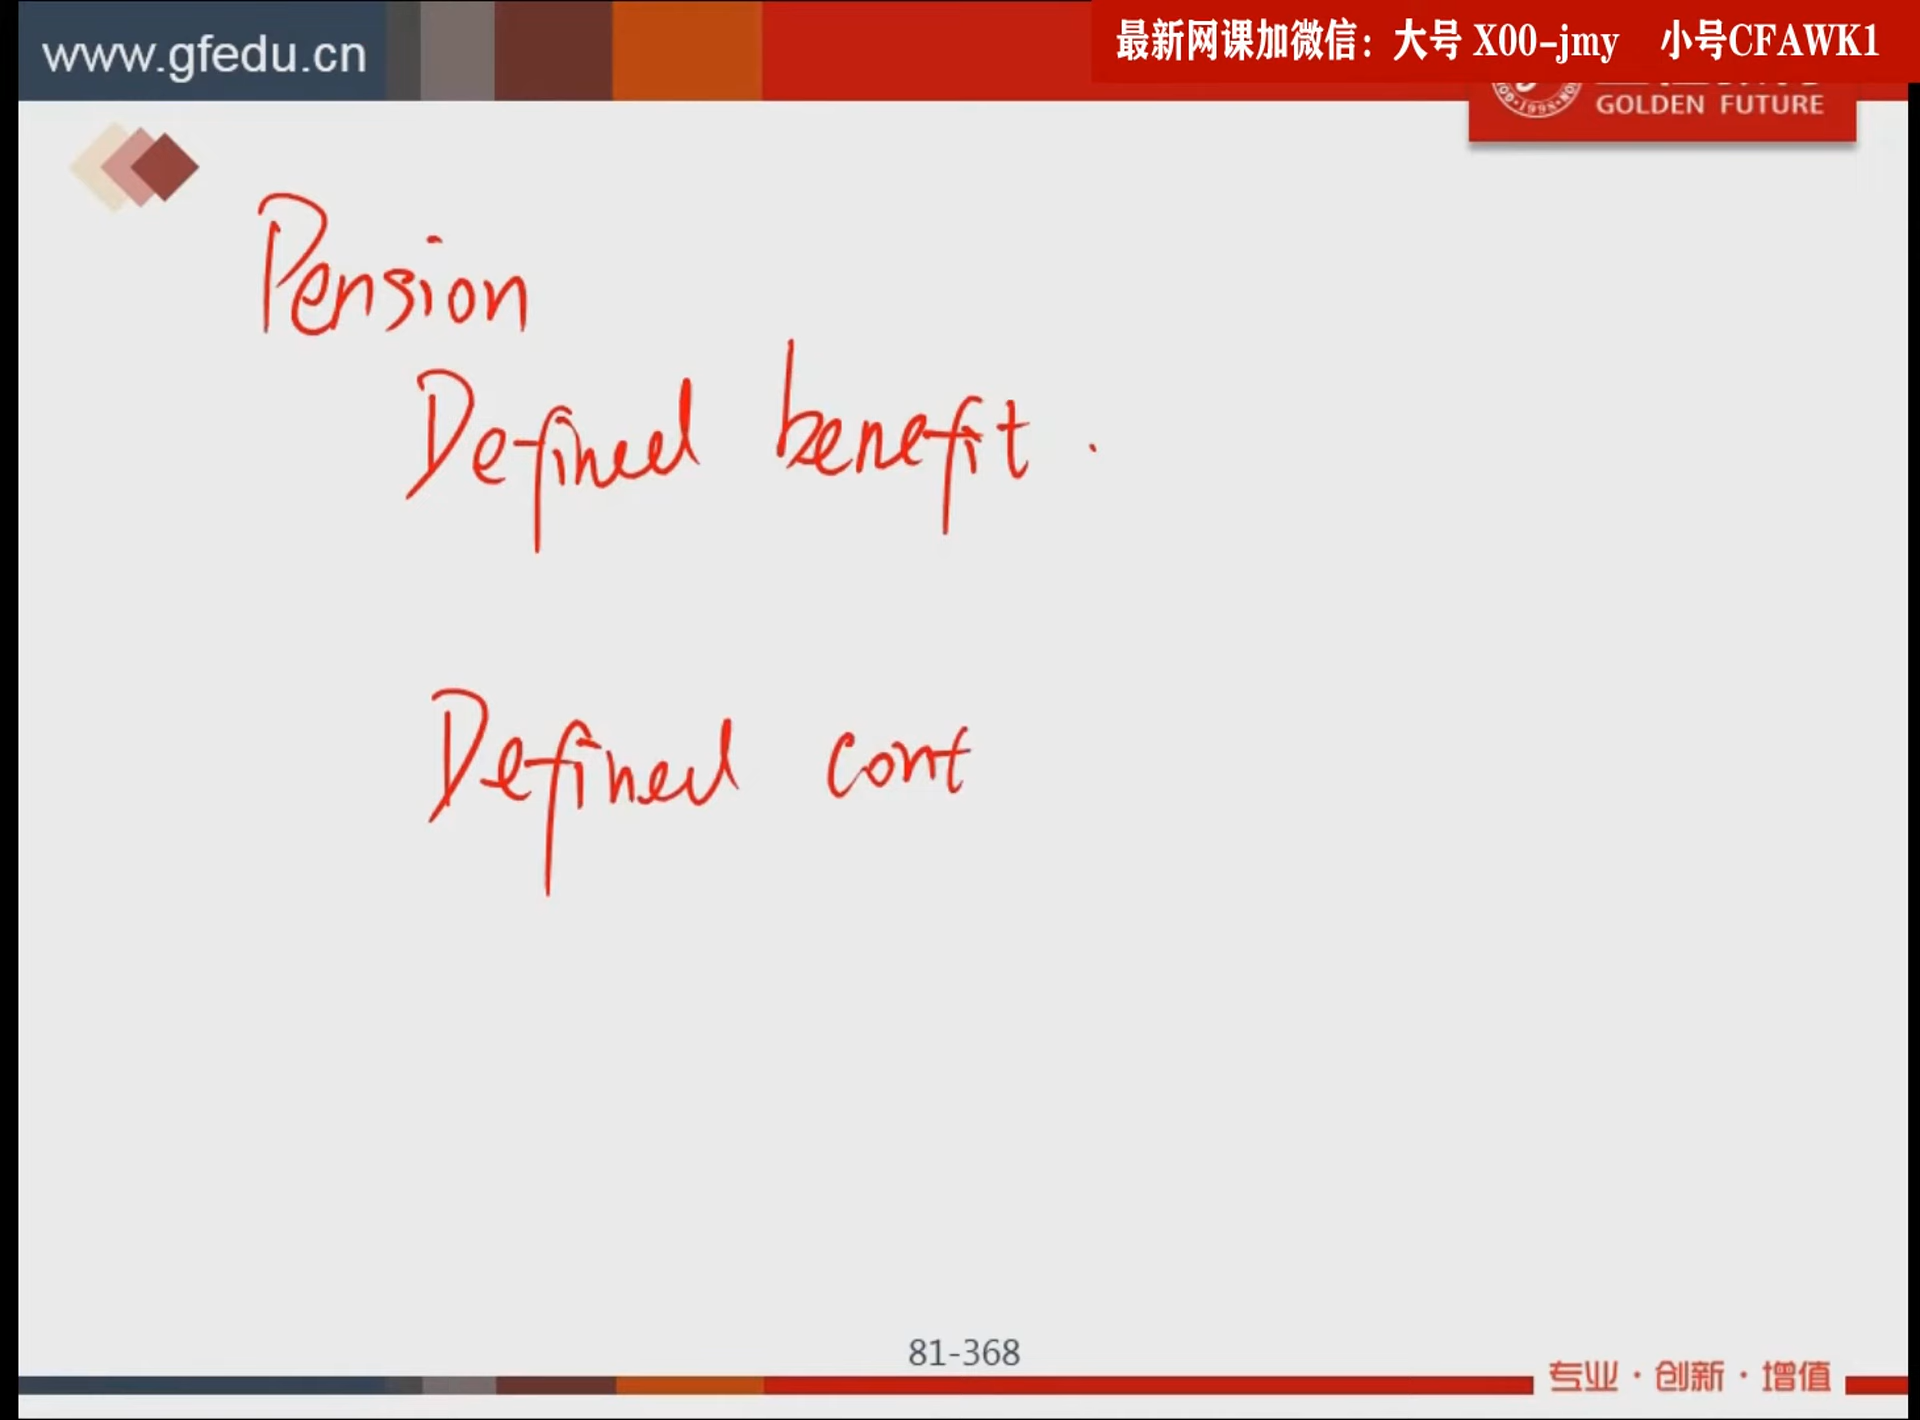 www.gfedu.cn
最新网课加微信：大号 X00-jmy 小号CFAWK1
GOLDEN FUTURE
Pension
Defined benefit .
Defined cont
81-368
专业・创新・增值